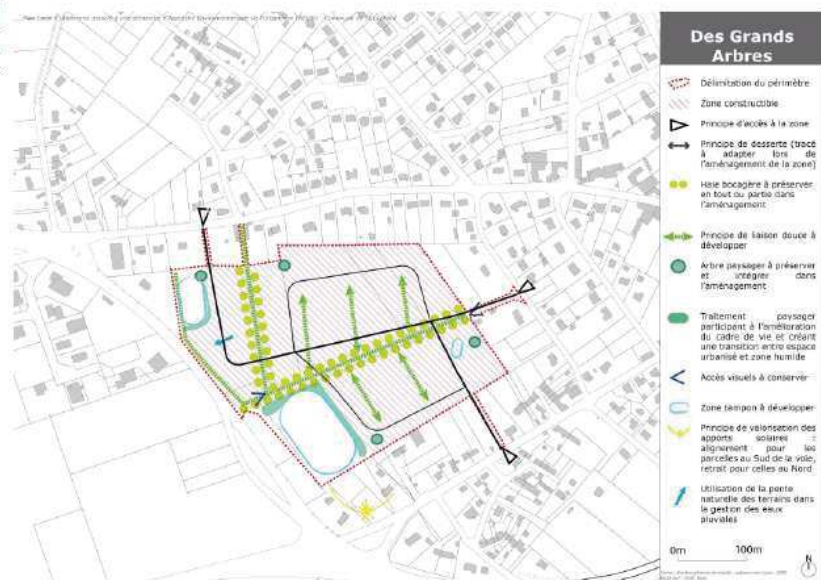 Des Grands
Arbres
Délimitation du périmètre
Zone constructible
Principe d'accès à la zone
Principe de desserte (tracé
à adapter lors de
l'aménagement de la zone)
Haie bocagère à préserver
en tout ou partie dans
l'aménagement
Principe de liaison douce à
développer
Arbre paysager à préserver
et intégrer dans
l'aménagement
Traitement paysager
participant à l'amélioration
du cadre de vie et créant
une transition entre espace
urbanisé et zone humide
Accès visuels à conserver
Zone tampon à développer
Principe de valorisation des
apports solaires :
alignement pour les
parcelles au Sud de la voie,
retrait pour celles au Nord
Utilisation de la pente
naturelle des terrains dans
la gestion des eaux
pluviales
0m 100m
N